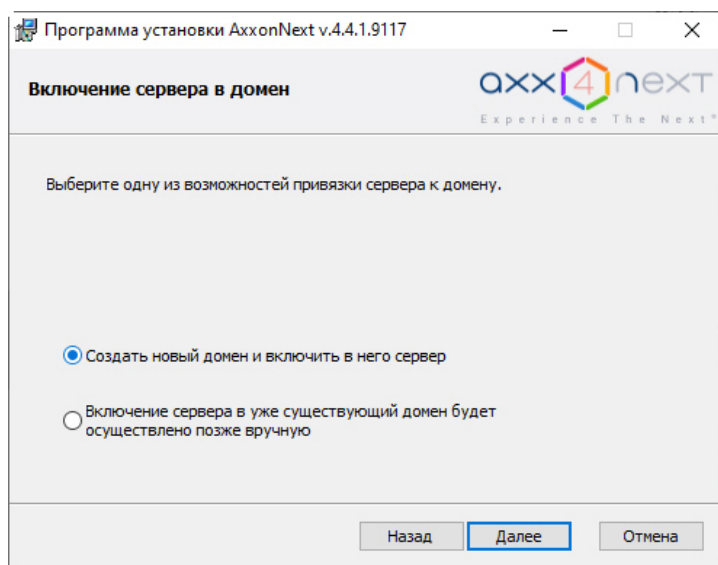 Программа установки AxxonNext v.4.4.1.9117
Включение сервера в домен
axx4next
Experience The Next®
Выберите одну из возможностей привязки сервера к домену.
Создать новый домен и включить в него сервер
Включение сервера в уже существующий домен будет
осуществлено позже вручную
Назад
Далее
Отмена